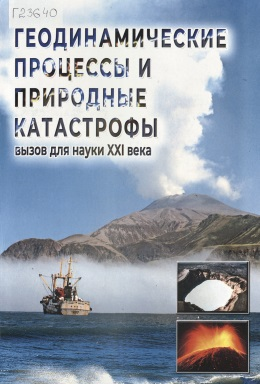 Г23640
ГЕОДИНАМИЧЕСКИЕ
ПРОЦЕССЫ И
ПРИРОДНЫЕ
КАТАСТРОФЫ
вызов для науки XXI века